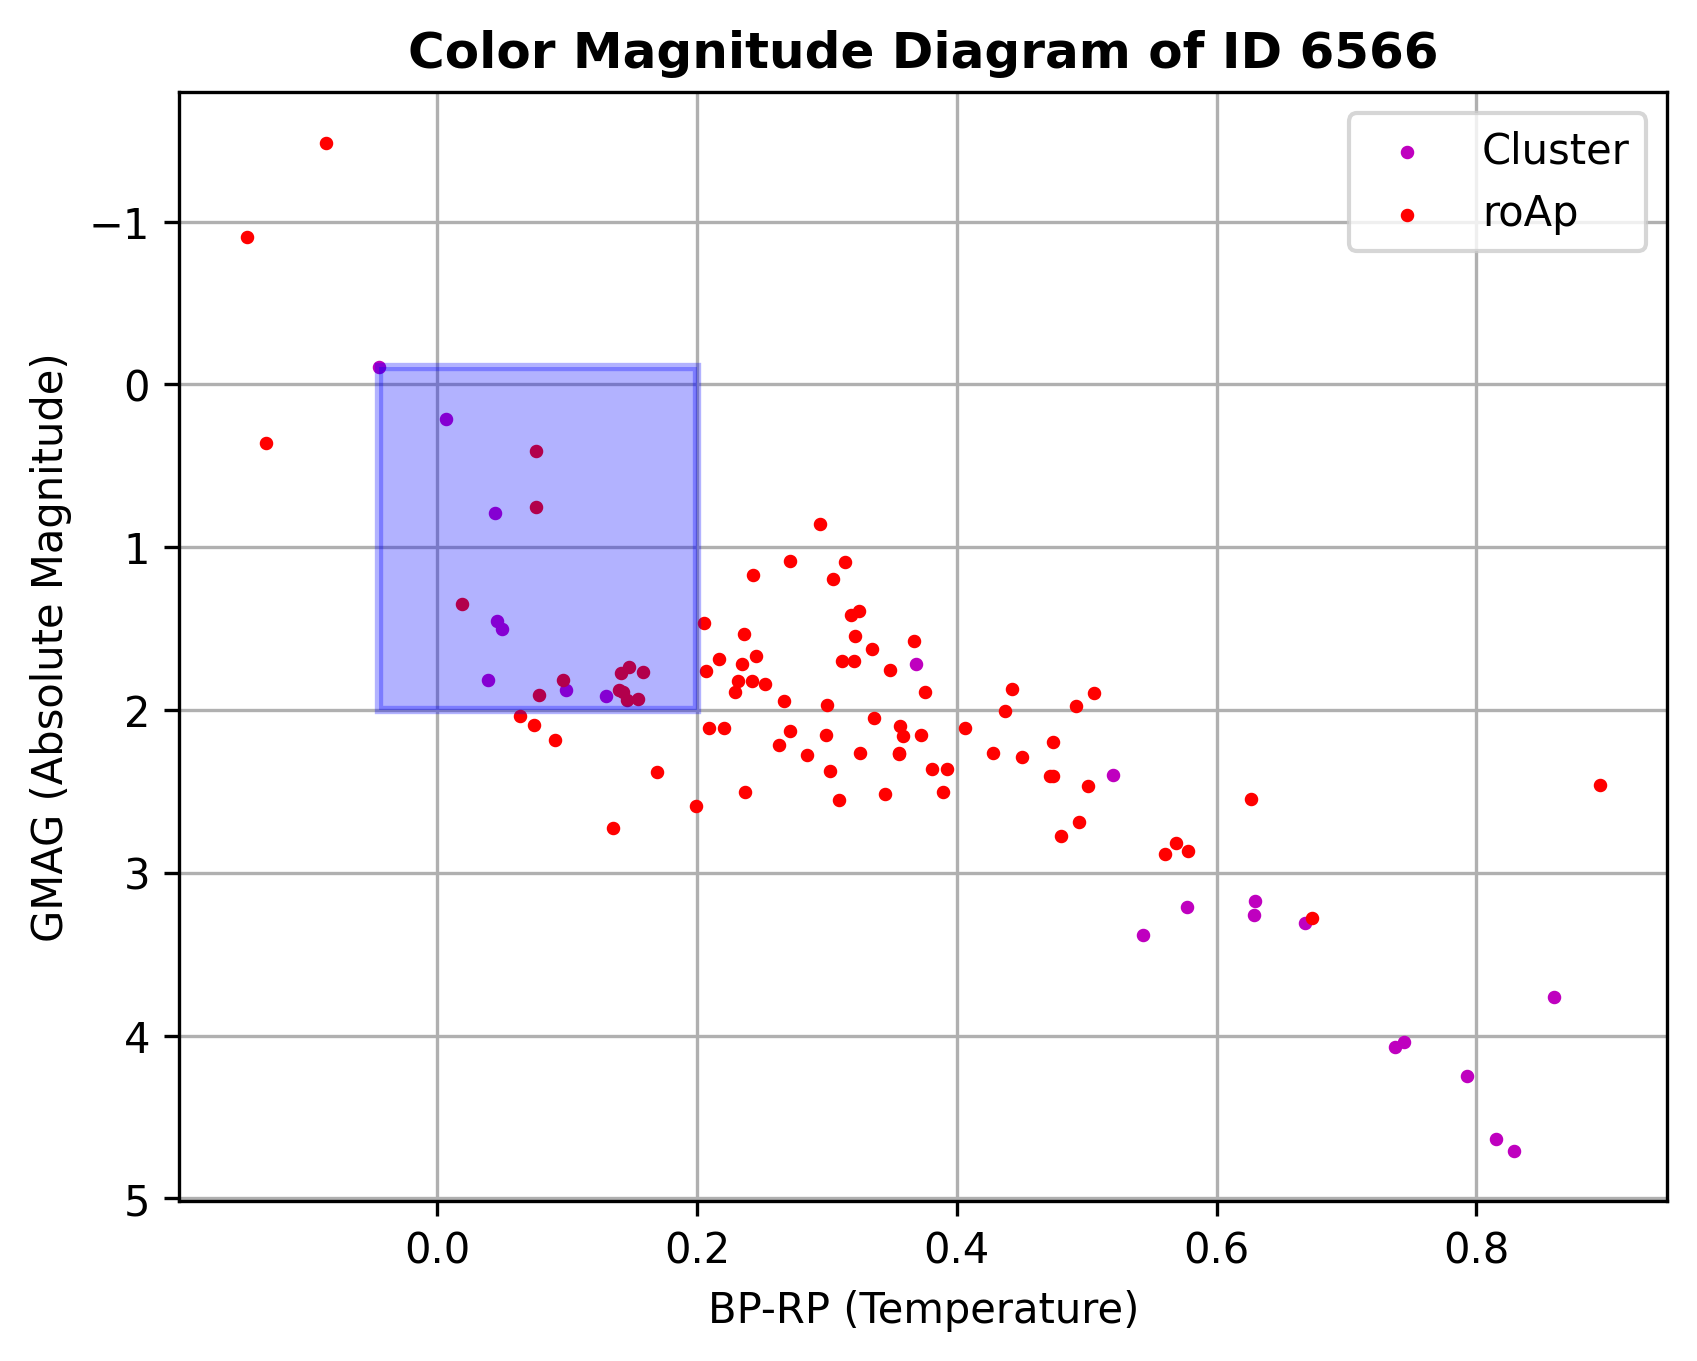 Color Magnitude Diagram of ID 6566
Cluster
roAp
GMAG (Absolute Magnitude)
−1
0
1
2
3
4
5
0.0 0.2 0.4 0.6 0.8
BP-RP (Temperature)